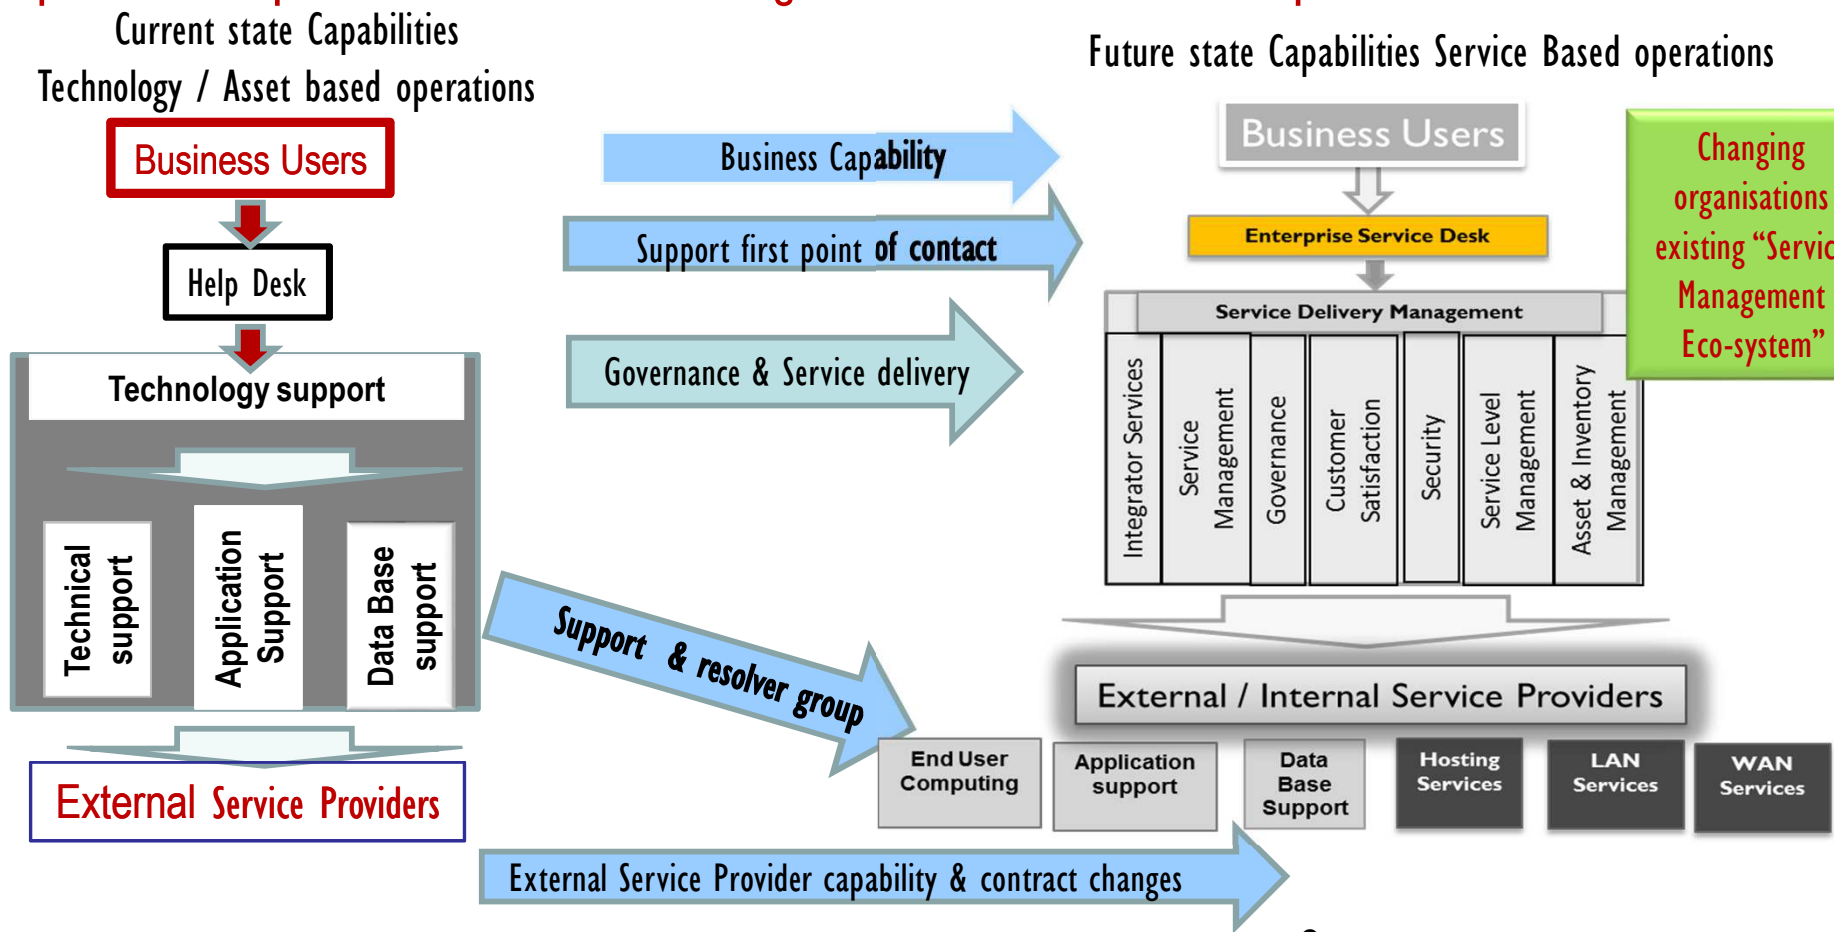 Current state Capabilities
Technology / Asset based operations
Business Users
Help Desk
Technology support
Technical
support
Application
Support
Data Base
support
External Service Providers
Business Capability
Support first point of contact
Governance & Service delivery
Support & resolver group
External Service Provider capability & contract changes
Future state Capabilities Service Based operations
Business Users
Enterprise Service Desk
Service Delivery Management
Integrator Services
Service
Management
Governance
Customer
Satisfaction
Security
Service Level
Management
Asset & Inventory
Management
External / Internal Service Providers
End User
Computing
Application
support
Data
Base
Support
Hosting
Services
LAN
Services
WAN
Services
Changing
organisations
existing “Servic
Management
Eco-system”